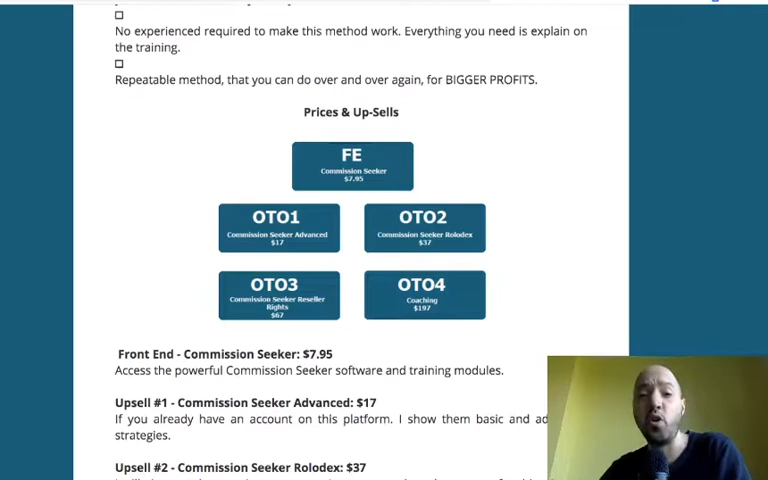 No experienced required to make this method work. Everything you need is explain on
the training.
Repeatable method, that you can do over and over again, for BIGGER PROFITS.
Prices & Up-Sells
FE
Commission Seeker
$7.95
OTO1
Commission Seeker Advanced
$17
OTO2
Commission Seeker Rolodex
$37
OTO3
Commission Seeker Reseller
Rights
$67
OTO4
Coaching
$197
Front End - Commission Seeker: $7.95
Access the powerful Commission Seeker software and training modules.
Upsell #1 - Commission Seeker Advanced: $17
If you already have an account on this platform. I show them basic and
strategies.
Upsell #2 - Commission Seeker Rolodex: $37